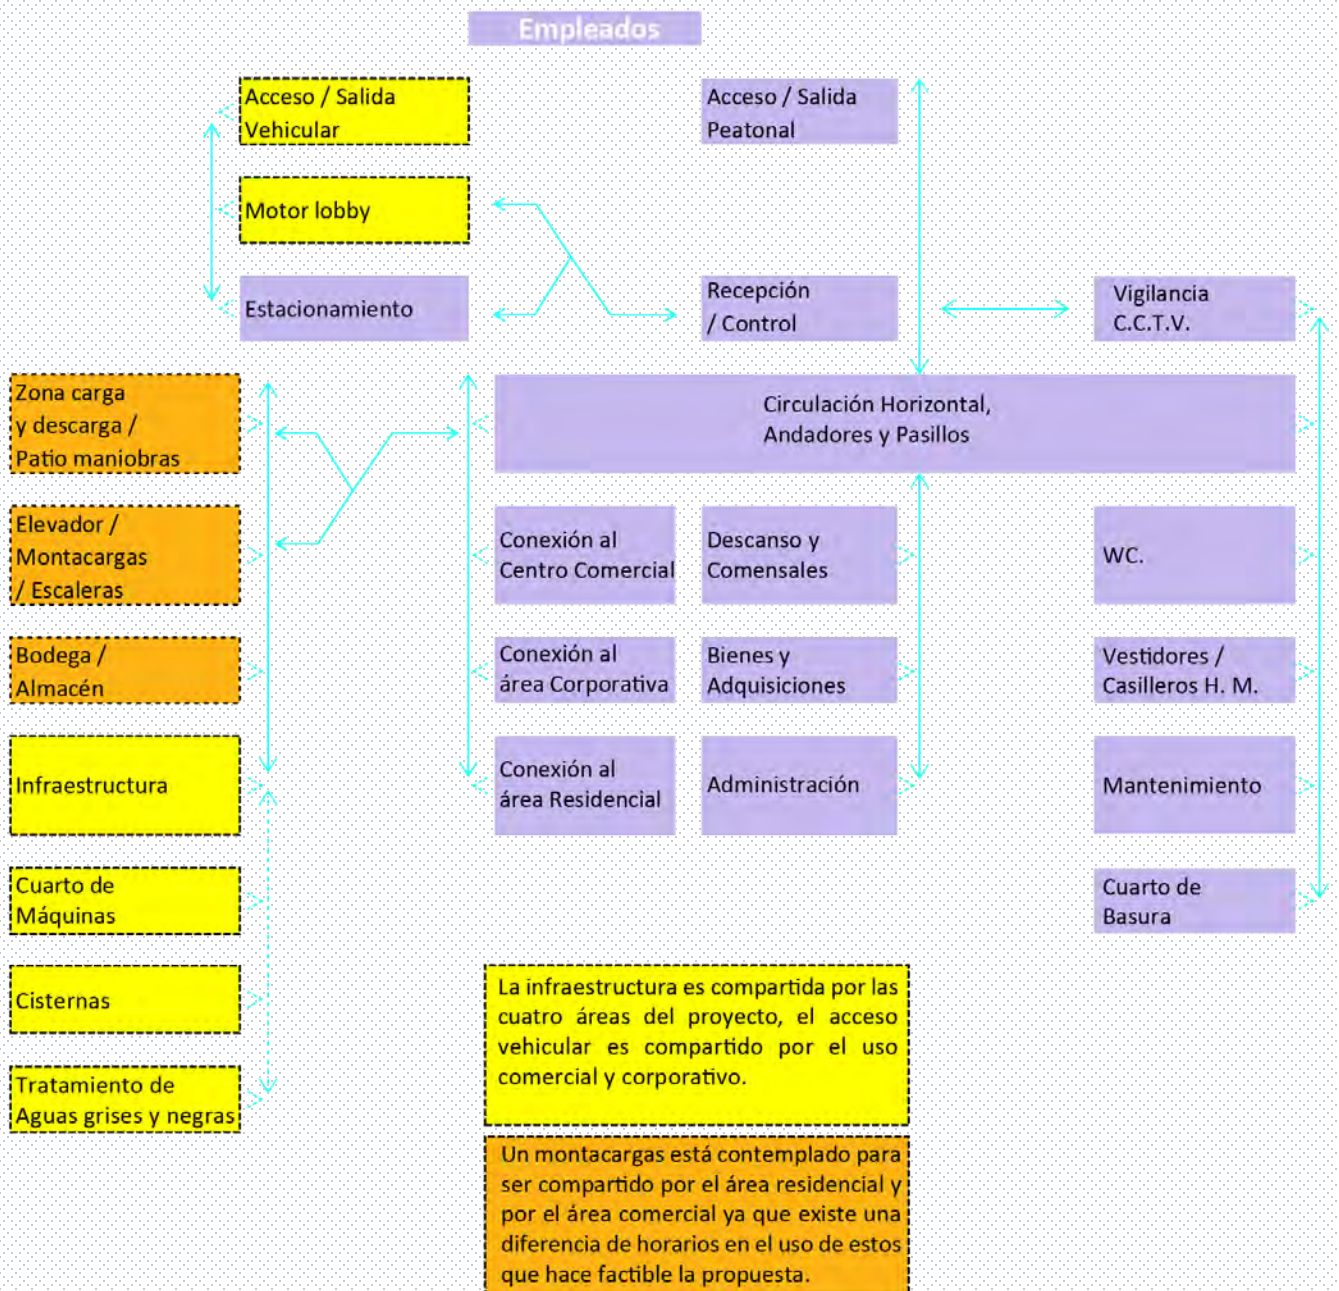 Empleados
Acceso / Salida
Vehicular
Acceso / Salida
Peatonal
Motor lobby
Estacionamiento
Recepción
/ Control
Vigilancia
C.C.T.V.
Zona carga
y descarga /
Patio maniobras
Circulación Horizontal,
Andadores y Pasillos
Elevador /
Montacargas
/ Escaleras
Conexión al
Centro Comercial
Descanso y
Comensales
WC.
Bodega /
Almacén
Conexión al
área Corporativa
Bienes y
Adquisiciones
Vestidores /
Casilleros H. M.
Infraestructura
Conexión al
área Residencial
Administración
Mantenimiento
Cuarto de
Máquinas
Cuarto de
Basura
Cisternas
Tratamiento de
Aguas grises y negras
La infraestructura es compartida por las
cuatro áreas del proyecto, el acceso
vehicular es compartido por el uso
comercial y corporativo.
Un montacargas está contemplado para
ser compartido por el área residencial y
por el área comercial ya que existe una
diferencia de horarios en el uso de estos
que hace factible la propuesta.